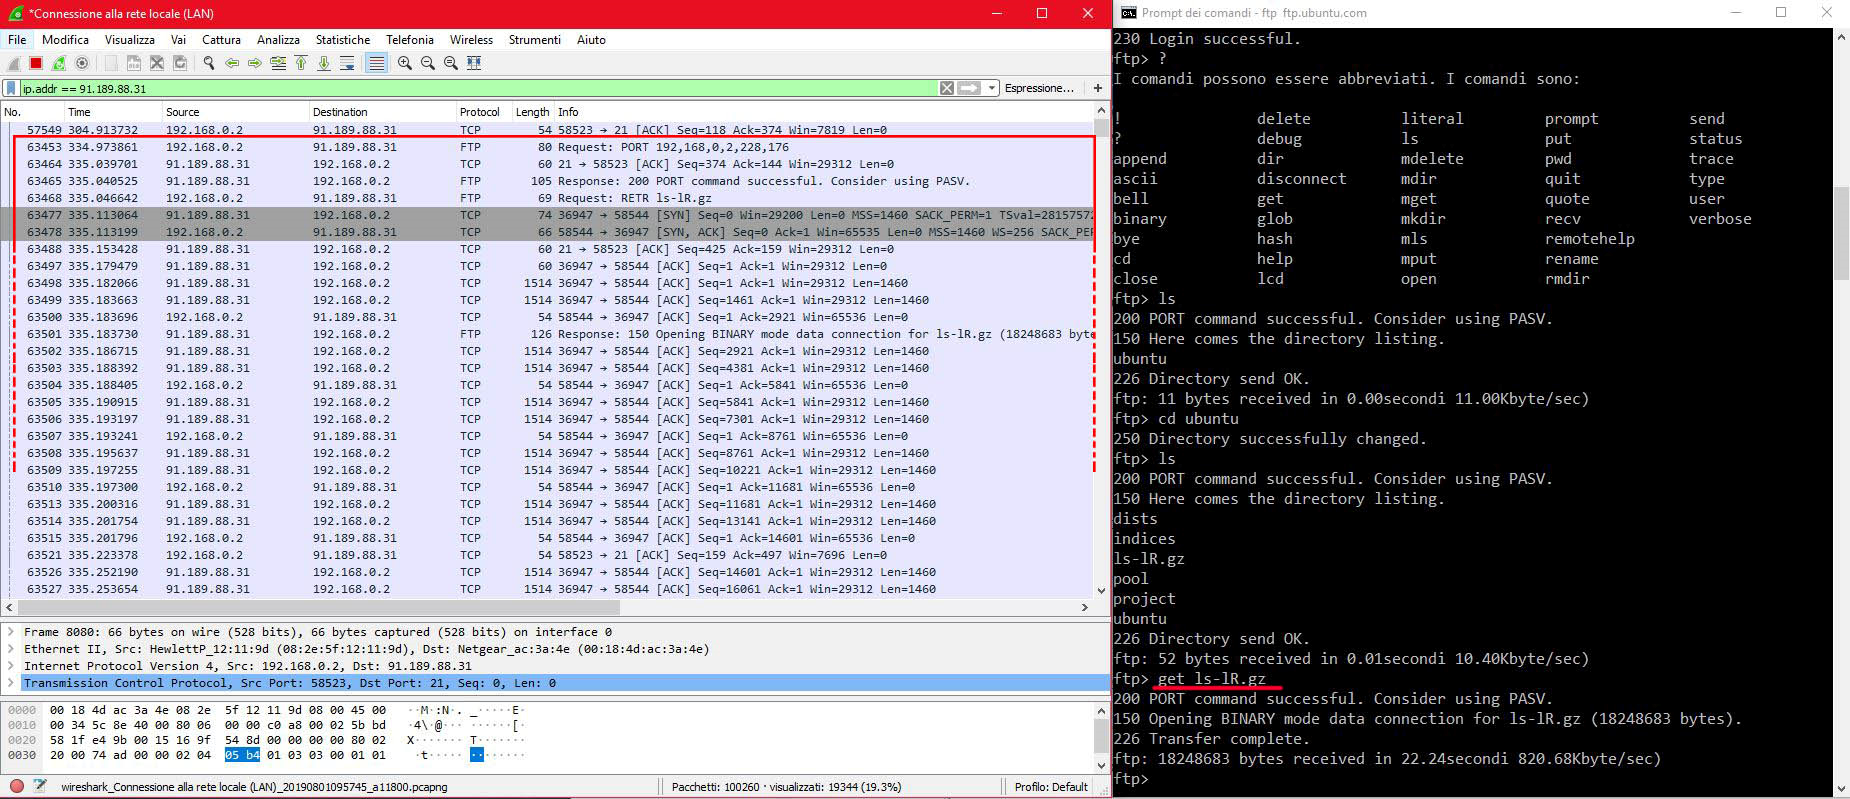 *Connessione alla rete locale (LAN)
File Modifica Visualizza Vai Cattura Analizza Statistiche Telefonia Wireless Strumenti Aiuto
ip.addr == 91.189.88.31 Espressione... +
No. Time Source Destination Protocol Length Info
57549 304.913732 192.168.0.2 91.189.88.31 TCP 54 58523 → 21 [ACK] Seq=118 Ack=374 Win=7819 Len=0
63453 334.973861 192.168.0.2 91.189.88.31 FTP 80 Request: PORT 192,168,0,2,228,176
63464 335.039701 91.189.88.31 192.168.0.2 TCP 60 21 → 58523 [ACK] Seq=374 Ack=144 Win=29312 Len=0
63465 335.040525 91.189.88.31 192.168.0.2 FTP 105 Response: 200 PORT command successful. Consider using PASV.
63468 335.046642 192.168.0.2 91.189.88.31 FTP 69 Request: RETR ls-lR.gz
63477 335.113064 91.189.88.31 192.168.0.2 TCP 74 36947 → 58544 [SYN] Seq=0 Win=29200 Len=0 MSS=1460 SACK_PERM=1 TSval=28157572
63478 335.113199 192.168.0.2 91.189.88.31 TCP 66 58544 → 36947 [SYN, ACK] Seq=0 Ack=1 Win=65535 Len=0 MSS=1460 WS=256 SACK_PER
63488 335.153428 91.189.88.31 192.168.0.2 TCP 60 21 → 58523 [ACK] Seq=425 Ack=159 Win=29312 Len=0
63497 335.179479 91.189.88.31 192.168.0.2 TCP 60 36947 → 58544 [ACK] Seq=1 Ack=1 Win=29312 Len=0
63498 335.182066 91.189.88.31 192.168.0.2 TCP 1514 36947 → 58544 [ACK] Seq=1 Ack=1 Win=29312 Len=1460
63499 335.183663 91.189.88.31 192.168.0.2 TCP 1514 36947 → 58544 [ACK] Seq=1461 Ack=1 Win=29312 Len=1460
63500 335.183696 192.168.0.2 91.189.88.31 TCP 54 58544 → 36947 [ACK] Seq=1 Ack=2921 Win=65536 Len=0
63501 335.183730 91.189.88.31 192.168.0.2 FTP 126 Response: 150 Opening BINARY mode data connection for ls-lR.gz (18248683 byte
63502 335.186715 91.189.88.31 192.168.0.2 TCP 1514 36947 → 58544 [ACK] Seq=2921 Ack=1 Win=29312 Len=1460
63503 335.188392 91.189.88.31 192.168.0.2 TCP 1514 36947 → 58544 [ACK] Seq=4381 Ack=1 Win=29312 Len=1460
63504 335.188405 192.168.0.2 91.189.88.31 TCP 54 58544 → 36947 [ACK] Seq=1 Ack=5841 Win=65536 Len=0
63505 335.190915 91.189.88.31 192.168.0.2 TCP 1514 36947 → 58544 [ACK] Seq=5841 Ack=1 Win=29312 Len=1460
63506 335.193197 91.189.88.31 192.168.0.2 TCP 1514 36947 → 58544 [ACK] Seq=7301 Ack=1 Win=29312 Len=1460
63507 335.193241 192.168.0.2 91.189.88.31 TCP 54 58544 → 36947 [ACK] Seq=1 Ack=8761 Win=65536 Len=0
63508 335.195637 91.189.88.31 192.168.0.2 TCP 1514 36947 → 58544 [ACK] Seq=8761 Ack=1 Win=29312 Len=1460
63509 335.197255 91.189.88.31 192.168.0.2 TCP 1514 36947 → 58544 [ACK] Seq=10221 Ack=1 Win=29312 Len=1460
63510 335.197300 192.168.0.2 91.189.88.31 TCP 54 58544 → 36947 [ACK] Seq=1 Ack=11681 Win=65536 Len=0
63513 335.200316 91.189.88.31 192.168.0.2 TCP 1514 36947 → 58544 [ACK] Seq=11681 Ack=1 Win=29312 Len=1460
63514 335.201754 91.189.88.31 192.168.0.2 TCP 1514 36947 → 58544 [ACK] Seq=13141 Ack=1 Win=29312 Len=1460
63515 335.201796 192.168.0.2 91.189.88.31 TCP 54 58544 → 36947 [ACK] Seq=1 Ack=14601 Win=65536 Len=0
63521 335.223378 192.168.0.2 91.189.88.31 TCP 54 58523 → 21 [ACK] Seq=159 Ack=497 Win=7696 Len=0
63526 335.252190 91.189.88.31 192.168.0.2 TCP 1514 36947 → 58544 [ACK] Seq=14601 Ack=1 Win=29312 Len=1460
63527 335.253654 91.189.88.31 192.168.0.2 TCP 1514 36947 → 58544 [ACK] Seq=16061 Ack=1 Win=29312 Len=1460
Frame 8080: 66 bytes on wire (528 bits), 66 bytes captured (528 bits) on interface 0
Ethernet II, Src: HewlettP_12:11:9d (08:2e:5f:12:11:9d), Dst: Netgear_ac:3a:4e (00:18:4d:ac:3a:4e)
Internet Protocol Version 4, Src: 192.168.0.2, Dst: 91.189.88.31
Transmission Control Protocol, Src Port: 58523, Dst Port: 21, Seq: 0, Len: 0
0000 00 18 4d ac 3a 4e 08 2e 5f 12 11 9d 08 00 45 00 ··M·:N·. _·····E·
0010 00 34 5c 8e 40 00 80 06 00 00 c0 a8 00 02 5b bd ·4\·@··· ······[·
0020 58 1f e4 9b 00 15 16 9f 54 8d 00 00 00 00 80 02 X······· T·······
0030 20 00 74 ad 00 00 02 04 05 b4 01 03 03 00 01 01 ·t····· ········
wireshark_Connessione alla rete locale (LAN)_20190801095745_a11800.pcapng Pacchetti: 100260 · visualizzati: 19344 (19.3%) Profilo: Default
Prompt dei comandi - ftp ftp.ubuntu.com
230 Login successful.
ftp> ?
I comandi possono essere abbreviati. I comandi sono:
! delete literal prompt send
? debug ls put status
append dir mdelete pwd trace
ascii disconnect mdir quit type
bell get mget quote user
binary glob mkdir recv verbose
bye hash mls remotehelp
cd help mput rename
close lcd open rmdir
ftp> ls
200 PORT command successful. Consider using PASV.
150 Here comes the directory listing.
ubuntu
226 Directory send OK.
ftp: 11 bytes received in 0.00secondi 11.00Kbyte/sec)
ftp> cd ubuntu
250 Directory successfully changed.
ftp> ls
200 PORT command successful. Consider using PASV.
150 Here comes the directory listing.
dists
indices
ls-lR.gz
pool
project
ubuntu
226 Directory send OK.
ftp: 52 bytes received in 0.01secondi 10.40Kbyte/sec)
ftp> get ls-lR.gz
200 PORT command successful. Consider using PASV.
150 Opening BINARY mode data connection for ls-lR.gz (18248683 bytes).
226 Transfer complete.
ftp: 18248683 bytes received in 22.24secondi 820.68Kbyte/sec)
ftp>